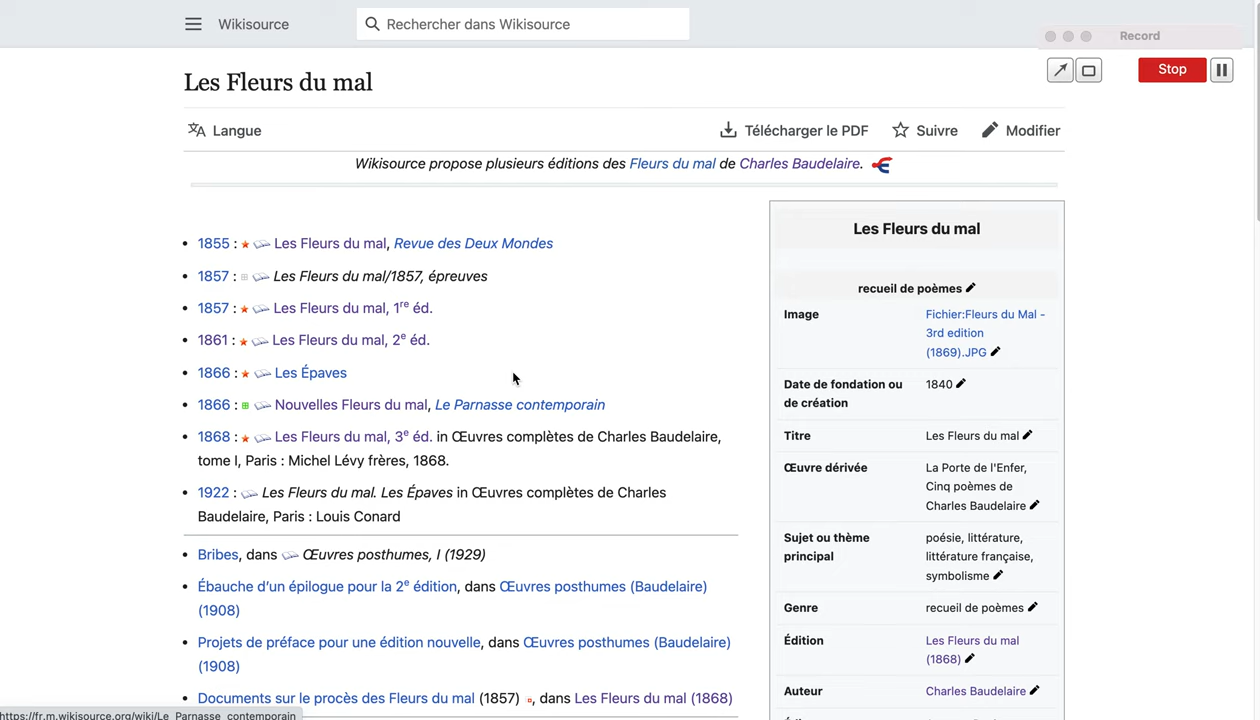 Wikisource
Rechercher dans Wikisource
Record
Stop
Les Fleurs du mal
Langue
Télécharger le PDF
Suivre
Modifier
Wikisource propose plusieurs éditions des Fleurs du mal de Charles Baudelaire.
1855 : Les Fleurs du mal, Revue des Deux Mondes
1857 : Les Fleurs du mal/1857, épreuves
1857 : Les Fleurs du mal, 1re éd.
1861 : Les Fleurs du mal, 2e éd.
1866 : Les Épaves
1866 : Nouvelles Fleurs du mal, Le Parnasse contemporain
1868 : Les Fleurs du mal, 3e éd. in Œuvres complètes de Charles Baudelaire,
tome I, Paris : Michel Lévy frères, 1868.
1922 : Les Fleurs du mal. Les Épaves in Œuvres complètes de Charles
Baudelaire, Paris : Louis Conard
Bribes, dans Œuvres posthumes, I (1929)
Ébauche d’un épilogue pour la 2e édition, dans Œuvres posthumes (Baudelaire)
(1908)
Projets de préface pour une édition nouvelle, dans Œuvres posthumes (Baudelaire)
(1908)
Documents sur le procès des Fleurs du mal (1857) , dans Les Fleurs du mal (1868)
Les Fleurs du mal
recueil de poèmes
Image
Fichier:Fleurs du Mal -
3rd edition
(1869).JPG
Date de fondation ou
de création
1840
Titre
Les Fleurs du mal
Œuvre dérivée
La Porte de l'Enfer,
Cinq poèmes de
Charles Baudelaire
Sujet ou thème
principal
poésie, littérature,
littérature française,
symbolisme
Genre
recueil de poèmes
Édition
Les Fleurs du mal
(1868)
Auteur
Charles Baudelaire
https://fr.m.wikisource.org/wiki/Le_Parnasse_contemporain